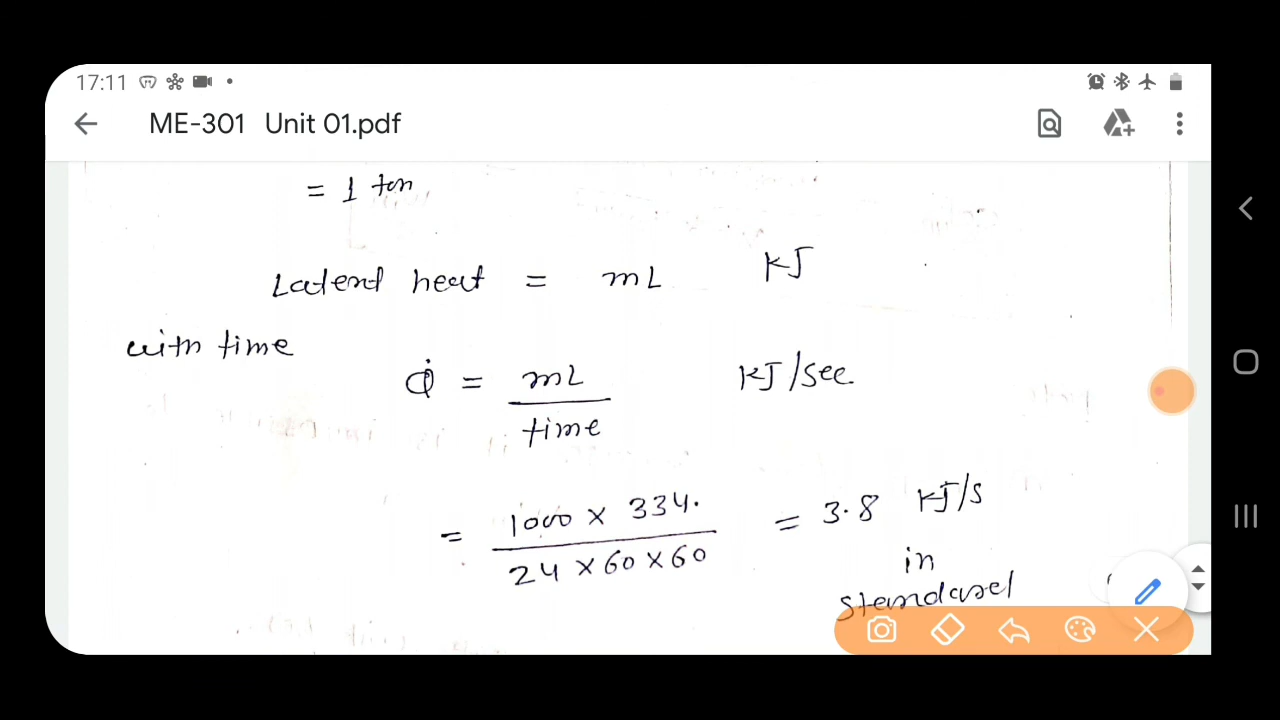 17:11
ME-301 Unit 01.pdf
= 1 ton
Latent heat = mL KJ
with time
Q̇ = mL / time KJ/sec
= 1000 × 334. / 24 × 60 × 60 = 3.8 KJ/s
in
standard